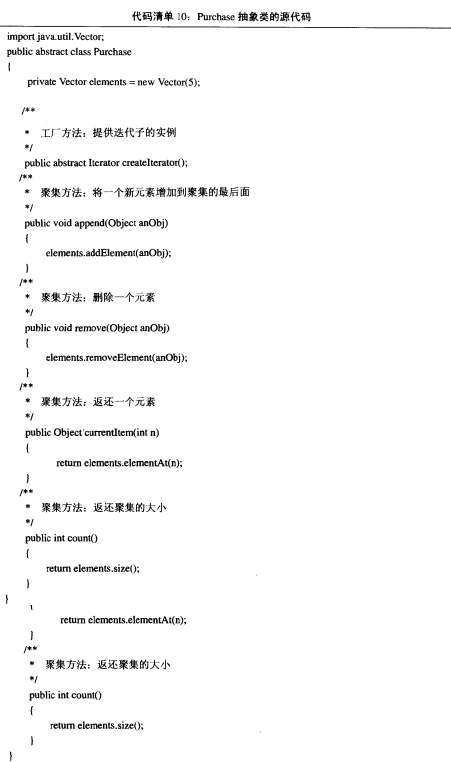 代码清单 10：Purchase 抽象类的源代码
import java.util.Vector;
public abstract class Purchase
{
private Vector elements = new Vector(5);
/**
* 工厂方法：提供迭代子的实例
*/
public abstract Iterator createIterator();
/**
* 聚集方法：将一个新元素增加到聚集的最后面
*/
public void append(Object anObj)
{
elements.addElement(anObj);
}
/**
* 聚集方法：删除一个元素
*/
public void remove(Object anObj)
{
elements.removeElement(anObj);
}
/**
* 聚集方法：返还一个元素
*/
public Object currentItem(int n)
{
return elements.elementAt(n);
}
/**
* 聚集方法：返还聚集的大小
*/
public int count()
{
return elements.size();
}
}
return elements.elementAt(n);
}
/**
* 聚集方法：返还聚集的大小
*/
public int count()
{
return elements.size();
}
}